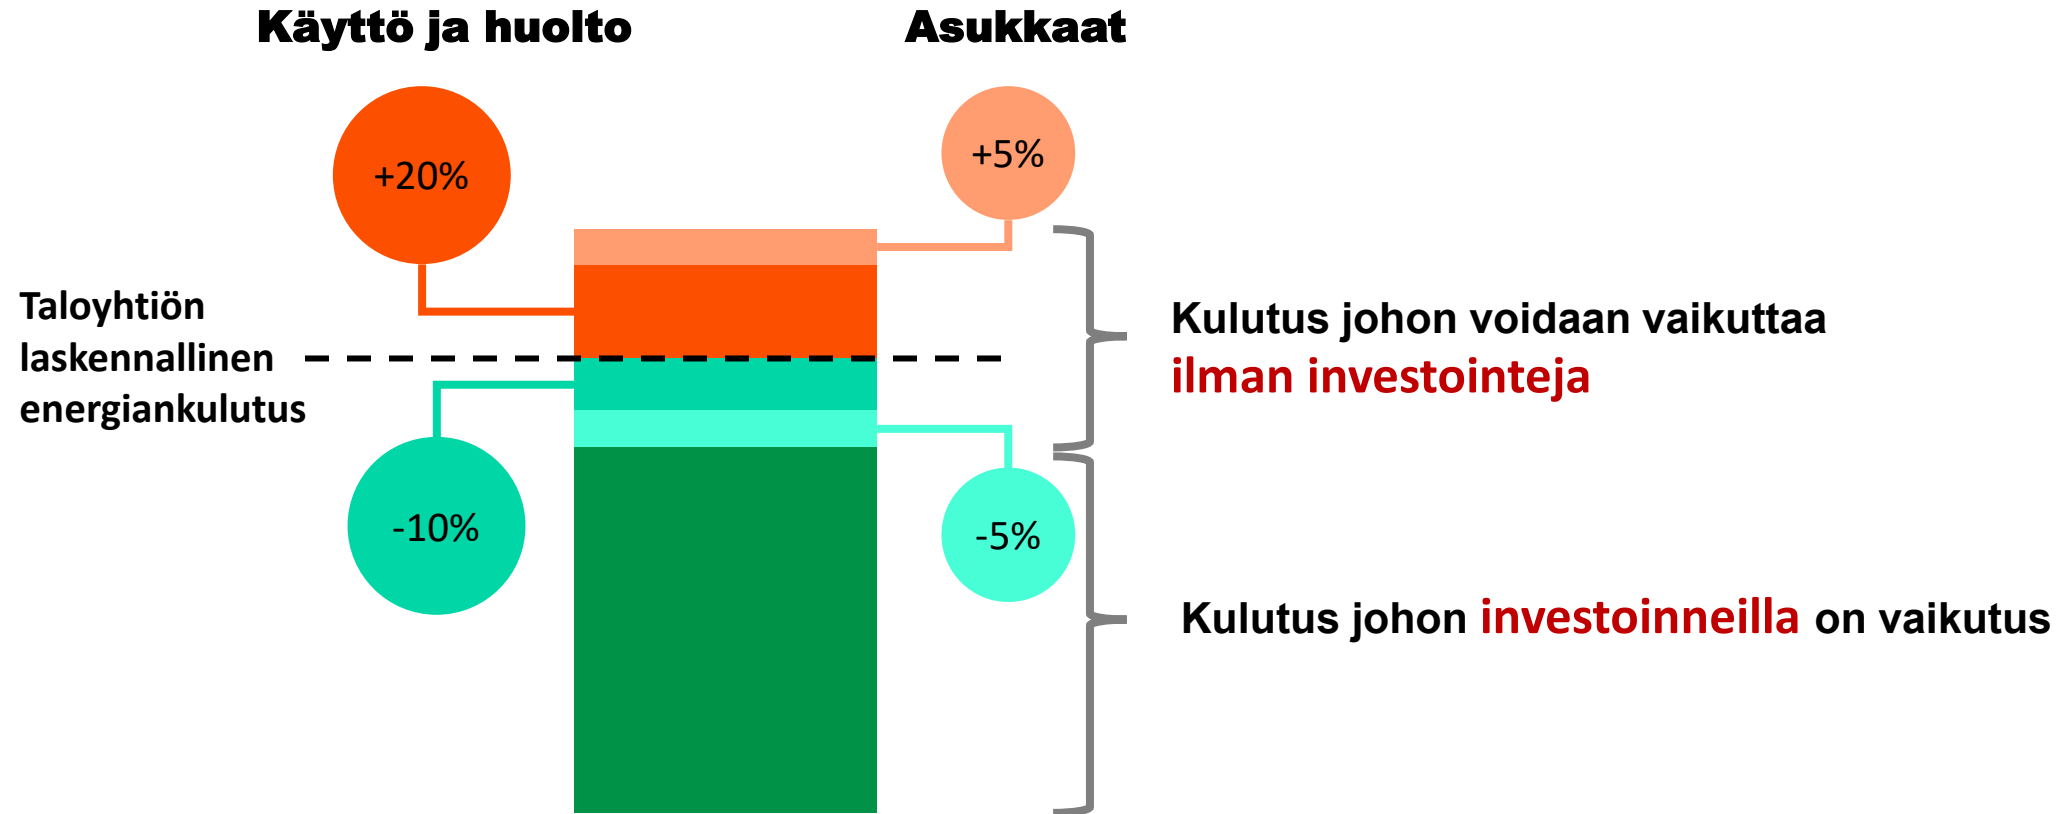 Käyttö ja huolto
Asukkaat
+20%
+5%
Taloyhtiön
laskennallinen
energiankulutus
Kulutus johon voidaan vaikuttaa
ilman investointeja
-10%
-5%
Kulutus johon investoinneilla on vaikutus